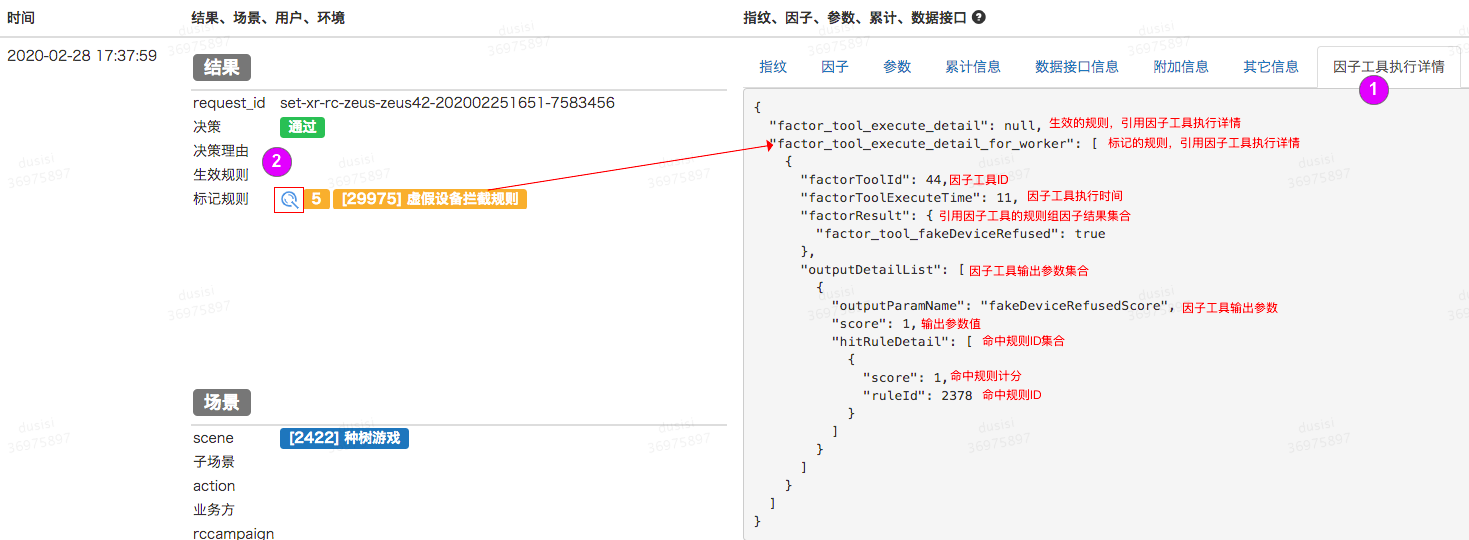 时间
结果、场景、用户、环境
指纹、因子、参数、累计、数据接口 ?
2020-02-28 17:37:59
结果
request_id set-xr-rc-zeus-zeus42-202002251651-7583456
决策 通过
决策理由
2
生效规则
标记规则 5 [29975] 虚假设备拦截规则
场景
scene [2422] 种树游戏
子场景
action
业务方
rccampaign
指纹 因子 参数 累计信息 数据接口信息 附加信息 其它信息 因子工具执行详情
1
{
"factor_tool_execute_detail": null, 生效的规则，引用因子工具执行详情
"factor_tool_execute_detail_for_worker": [ 标记的规则，引用因子工具执行详情
{
"factorToolId": 44, 因子工具ID
"factorToolExecuteTime": 11, 因子工具执行时间
"factorResult": { 引用因子工具的规则组因子结果集合
"factor_tool_fakeDeviceRefused": true
},
"outputDetailList": [ 因子工具输出参数集合
{
"outputParamName": "fakeDeviceRefusedScore", 因子工具输出参数
"score": 1, 输出参数值
"hitRuleDetail": [ 命中规则ID集合
{
"score": 1, 命中规则计分
"ruleId": 2378 命中规则ID
}
]
}
]
}
]
}
dusisi
36975897